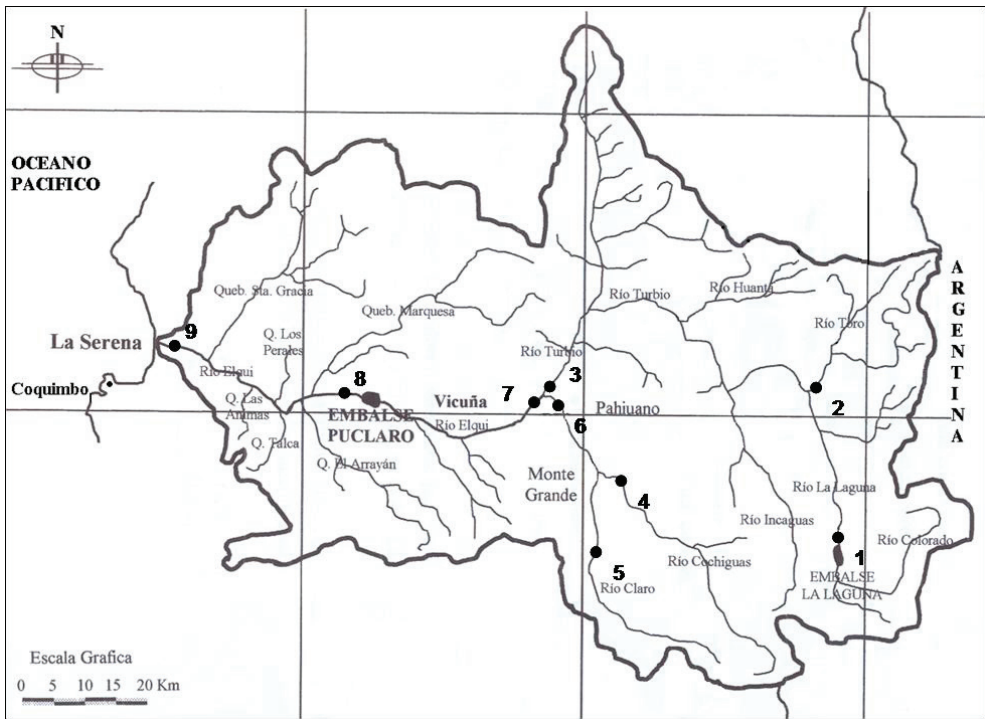 N
OCEANO
PACIFICO
ARGENTINA
Queb. Sta. Gracia
Queb. Marquesa
Río Turbio
Río Huanta
Río Toro
La Serena
9
Q. Los
Perales
Río Turbio
3
Río Elqui
Coquimbo
8
7
Vicuña
2
Q. Las
Animas
EMBALSE
PUCLARO
6
Pahiuano
Río Elqui
Q. Talca
Q. El Arrayán
Monte
Grande
4
Río La Laguna
Río Incaguas
Río Colorado
5
Río Cochiguas
1
Río Claro
EMBALSE
LA LAGUNA
Escala Grafica
0 5 10 15 20 Km